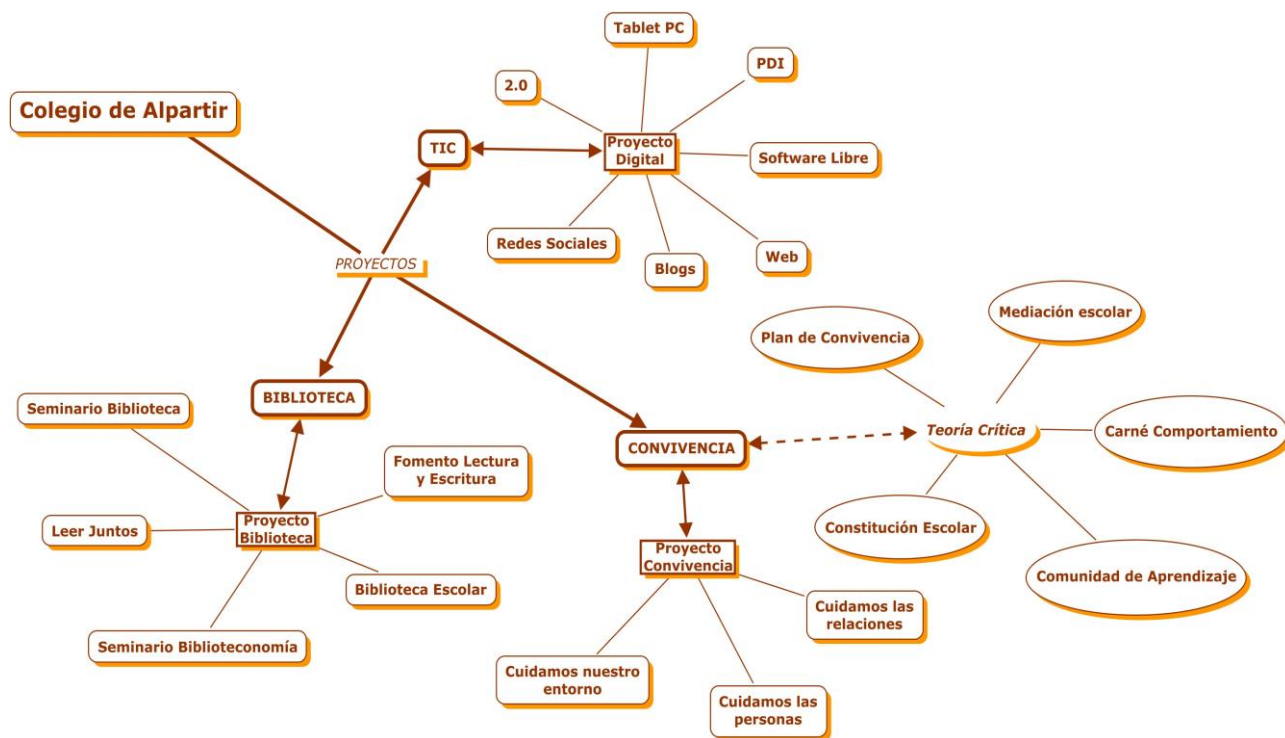 Colegio de Alpartir
PROYECTOS
TIC
Proyecto
Digital
2.0
Tablet PC
PDI
Software Libre
Web
Blogs
Redes Sociales
BIBLIOTECA
Proyecto
Biblioteca
Seminario Biblioteca
Leer Juntos
Seminario Biblioteconomía
Fomento Lectura
y Escritura
Biblioteca Escolar
CONVIVENCIA
Proyecto
Convivencia
Cuidamos nuestro
entorno
Cuidamos las
personas
Cuidamos las
relaciones
Teoría Crítica
Plan de Convivencia
Mediación escolar
Carné Comportamiento
Comunidad de Aprendizaje
Constitución Escolar